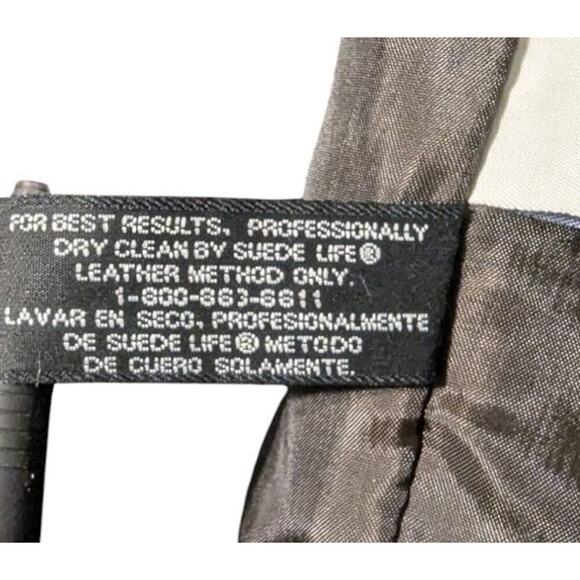 FOR BEST RESULTS, PROFESSIONALLY
DRY CLEAN BY SUEDE LIFE®
LEATHER METHOD ONLY.
1-800-863-6611
LAVAR EN SECO, PROFESIONALMENTE
DE SUEDE LIFE® METODO
DE CUERO SOLAMENTE.